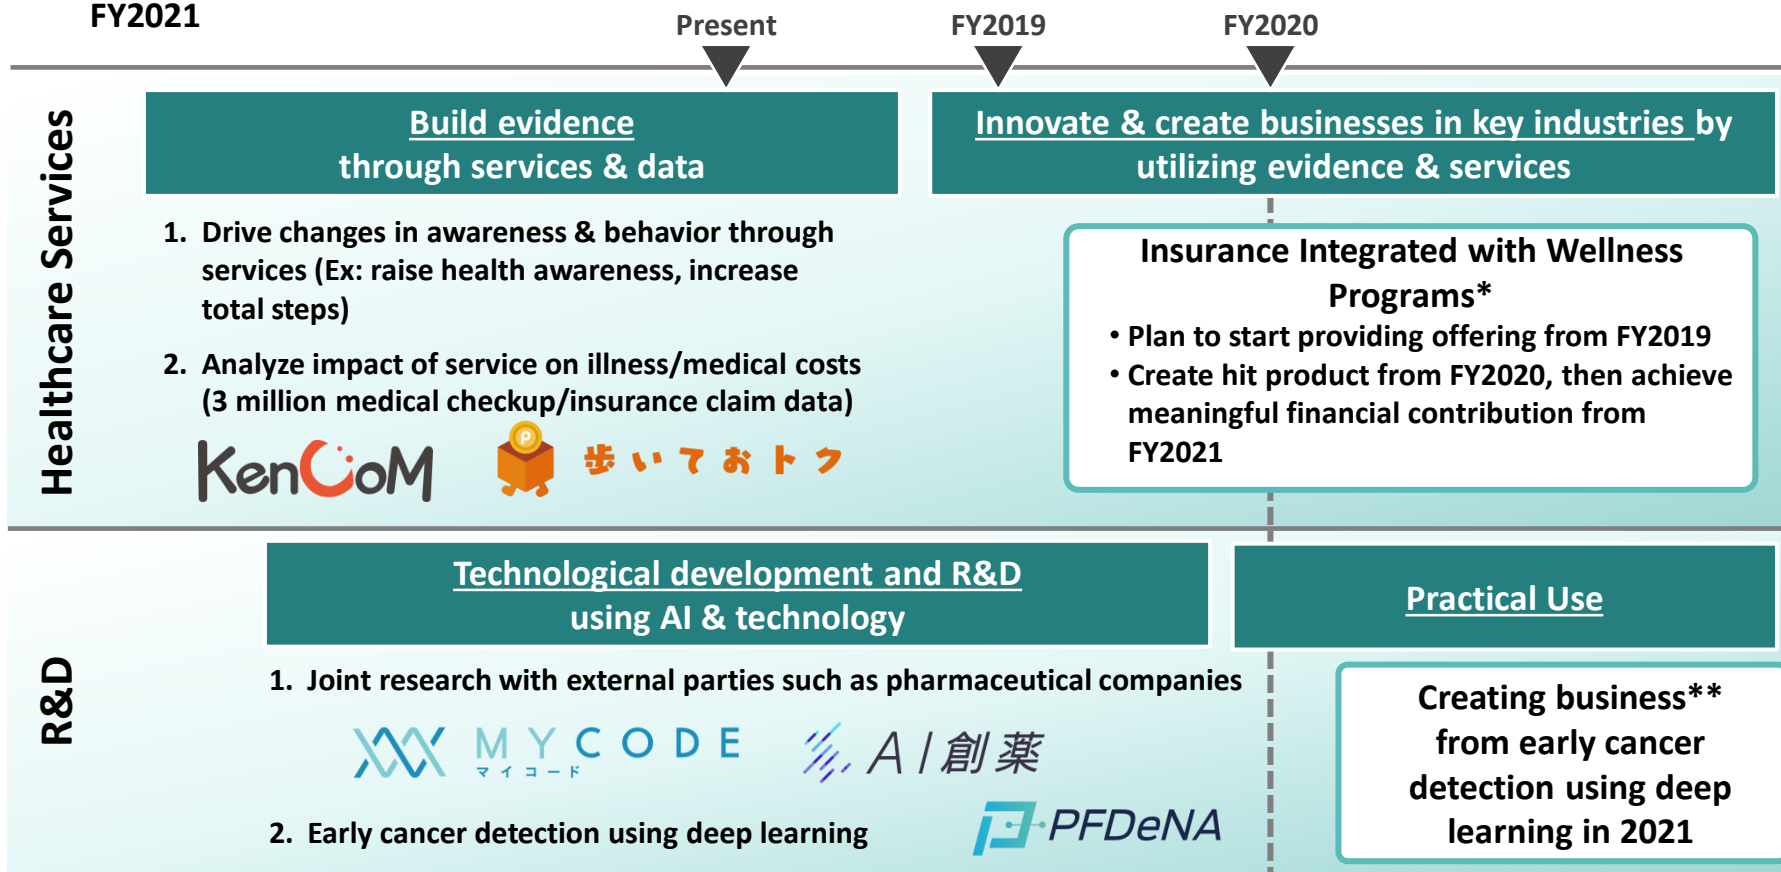 FY2021
Present
FY2019
FY2020
Healthcare Services
Build evidence
through services & data
Innovate & create businesses in key industries by
utilizing evidence & services
1. Drive changes in awareness & behavior through
services (Ex: raise health awareness, increase
total steps)
2. Analyze impact of service on illness/medical costs
(3 million medical checkup/insurance claim data)
KenCoM
P
歩いておトク
Insurance Integrated with Wellness
Programs*
• Plan to start providing offering from FY2019
• Create hit product from FY2020, then achieve
meaningful financial contribution from
FY2021
R&D
Technological development and R&D
using AI & technology
Practical Use
1. Joint research with external parties such as pharmaceutical companies
MYCODE
マイコード
AI創薬
2. Early cancer detection using deep learning
PFDeNA
Creating business**
from early cancer
detection using deep
learning in 2021